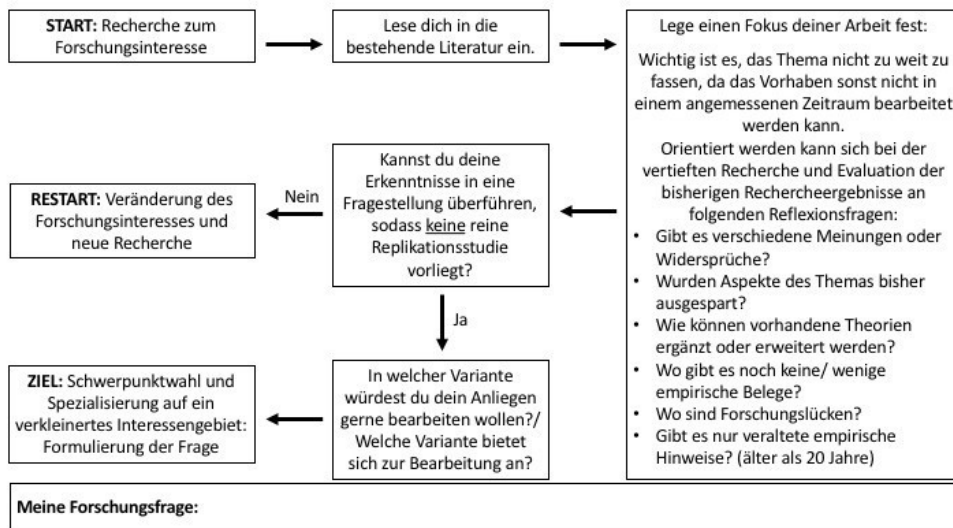 START: Recherche zum
Forschungsinteresse
Lese dich in die
bestehende Literatur ein.
Lege einen Fokus deiner Arbeit fest:
Wichtig ist es, das Thema nicht zu weit zu
fassen, da das Vorhaben sonst nicht in
einem angemessenen Zeitraum bearbeitet
werden kann.
Orientiert werden kann sich bei der
vertieften Recherche und Evaluation der
bisherigen Rechercheergebnisse an
folgenden Reflexionsfragen:
• Gibt es verschiedene Meinungen oder
Widersprüche?
• Wurden Aspekte des Themas bisher
ausgespart?
• Wie können vorhandene Theorien
ergänzt oder erweitert werden?
• Wo gibt es noch keine/ wenige
empirische Belege?
• Wo sind Forschungslücken?
• Gibt es nur veraltete empirische
Hinweise? (älter als 20 Jahre)
Kannst du deine
Erkenntnisse in eine
Fragestellung überführen,
sodass keine reine
Replikationsstudie
vorliegt?
Nein
RESTART: Veränderung des
Forschungsinteresses und
neue Recherche
Ja
In welcher Variante
würdest du dein Anliegen
gerne bearbeiten wollen?/
Welche Variante bietet
sich zur Bearbeitung an?
ZIEL: Schwerpunktwahl und
Spezialisierung auf ein
verkleinertes Interessengebiet:
Formulierung der Frage
Meine Forschungsfrage: